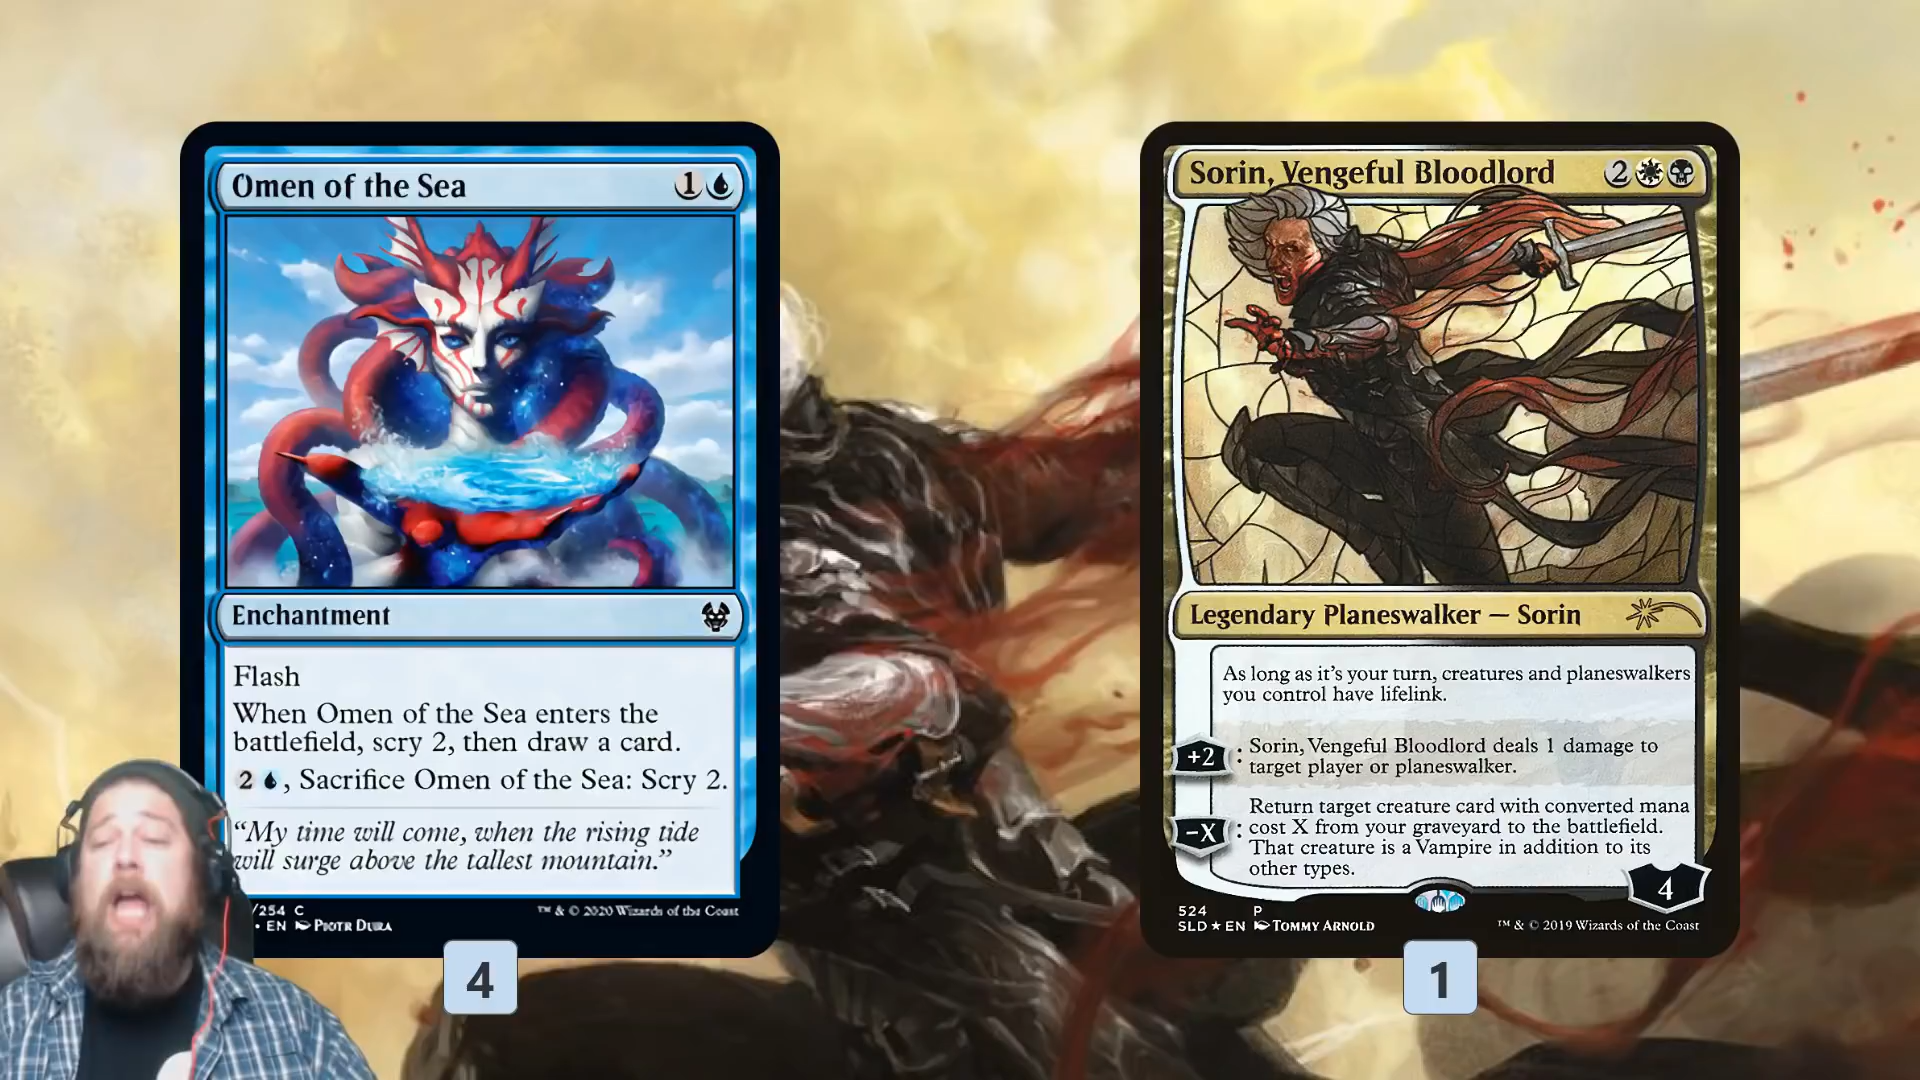 Omen of the Sea 1
Enchantment
Flash
When Omen of the Sea enters the
battlefield, scry 2, then draw a card.
2 , Sacrifice Omen of the Sea: Scry 2.
“My time will come, when the rising tide
will surge above the tallest mountain.”
/254 C
• EN Piotr Dura
™ & © 2020 Wizards of the Coast
4
Sorin, Vengeful Bloodlord 2
Legendary Planeswalker — Sorin
As long as it's your turn, creatures and planeswalkers
you control have lifelink.
+2 : Sorin, Vengeful Bloodlord deals 1 damage to
target player or planeswalker.
−X : Return target creature card with converted mana
cost X from your graveyard to the battlefield.
That creature is a Vampire in addition to its
other types.
4
524 P
SLD ★ EN Tommy Arnold
™ & © 2019 Wizards of the Coast
1